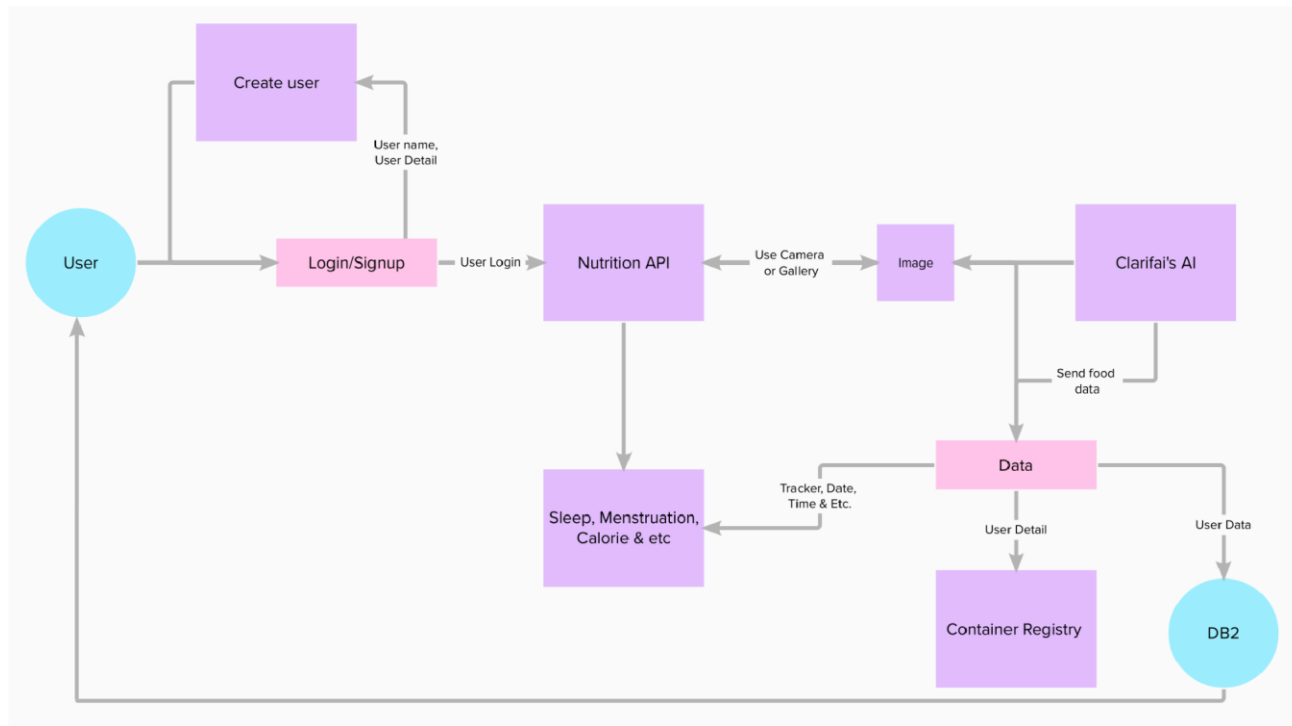 Create user
User name,
User Detail
User
Login/Signup
User Login
Nutrition API
Use Camera
or Gallery
Image
Clarifai's AI
Send food
data
Data
Tracker, Date,
Time & Etc.
Sleep, Menstruation,
Calorie & etc
User Detail
User Data
Container Registry
DB2